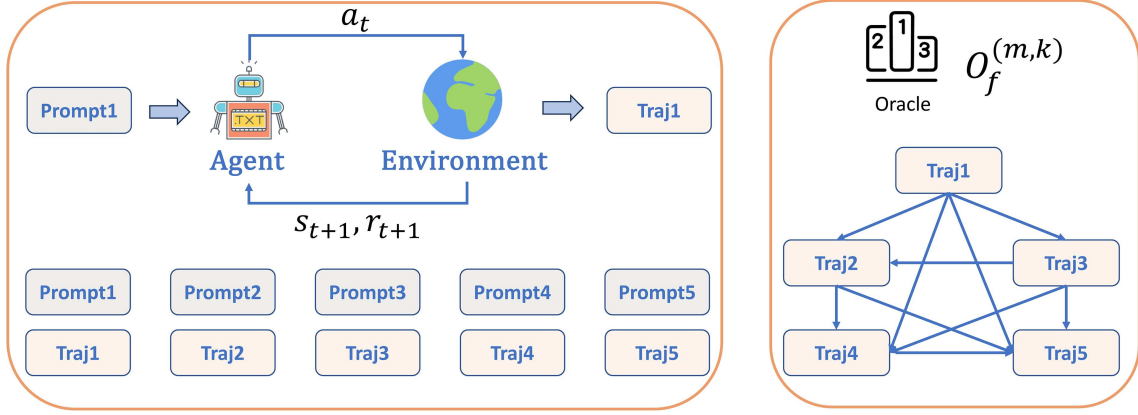 a_t
Prompt1
.TXT
Traj1
Agent
Environment
s_{t+1}, r_{t+1}
Prompt1 Prompt2 Prompt3 Prompt4 Prompt5
Traj1 Traj2 Traj3 Traj4 Traj5
2 1 3
O_f^{(m,k)}
Oracle
Traj1
Traj2 Traj3
Traj4 Traj5